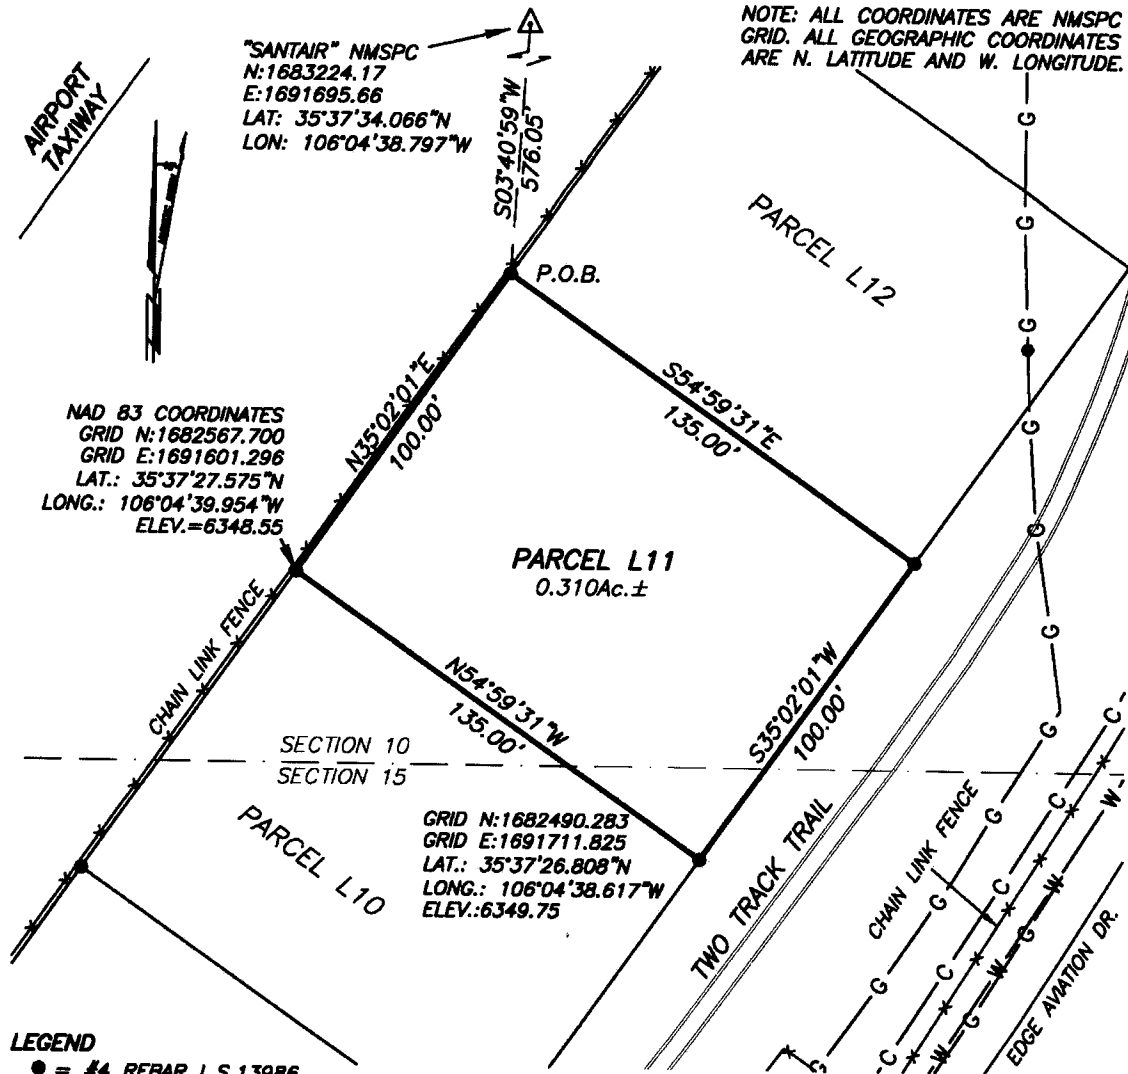 NOTE: ALL COORDINATES ARE NMSPC
GRID. ALL GEOGRAPHIC COORDINATES
ARE N. LATITUDE AND W. LONGITUDE.
"SANTAIR" NMSPC
N:1683224.17
E:1691695.66
LAT: 35°37'34.066"N
LON: 106°04'38.797"W
AIRPORT
TAXIWAY
S03°40'59"W
576.05'
PARCEL L12
P.O.B.
G
G
G
S54°59'31"E
135.00'
N35°02'01"E
100.00'
NAD 83 COORDINATES
GRID N:1682567.700
GRID E:1691601.296
LAT.: 35°37'27.575"N
LONG.: 106°04'39.954"W
ELEV.=6348.55
G
G
G
PARCEL L11
0.310Ac.±
CHAIN LINK FENCE
N54°59'31"W
135.00'
S35°02'01"W
100.00'
SECTION 10
SECTION 15
G
C
W
C
G
PARCEL L10
GRID N:1682490.283
GRID E:1691711.825
LAT.: 35°37'26.808"N
LONG.: 106°04'38.617"W
ELEV.:6349.75
TWO TRACK TRAIL
CHAIN LINK FENCE
G
C
W
G
G
C
W
G
C
W
G
EDGE AVIATION DR.
LEGEND
● = #4 REBAR L.S.13986